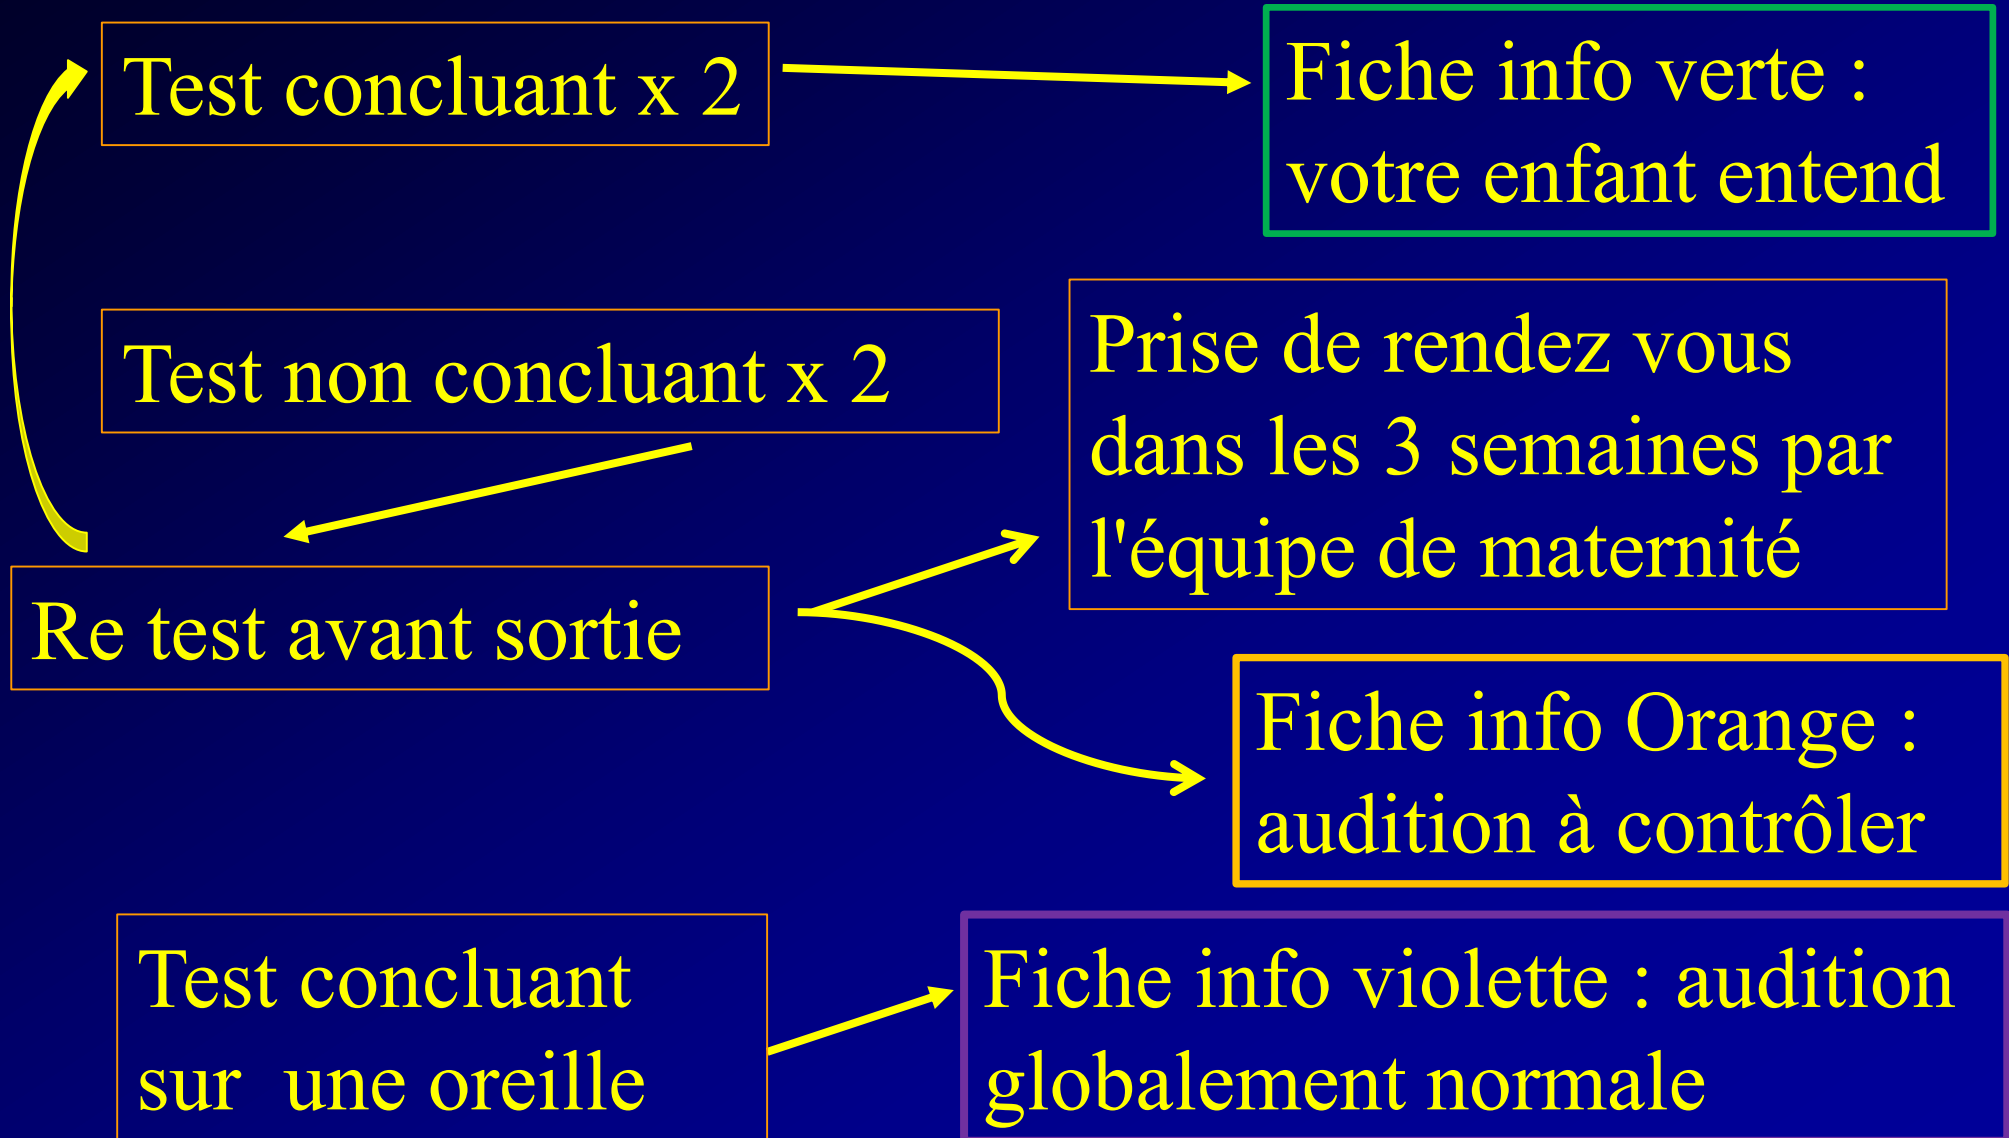 Test concluant x 2
Fiche info verte :
votre enfant entend
Test non concluant x 2
Prise de rendez vous
dans les 3 semaines par
l'équipe de maternité
Re test avant sortie
Fiche info Orange :
audition à contrôler
Test concluant
sur  une oreille
Fiche info violette : audition
globalement normale